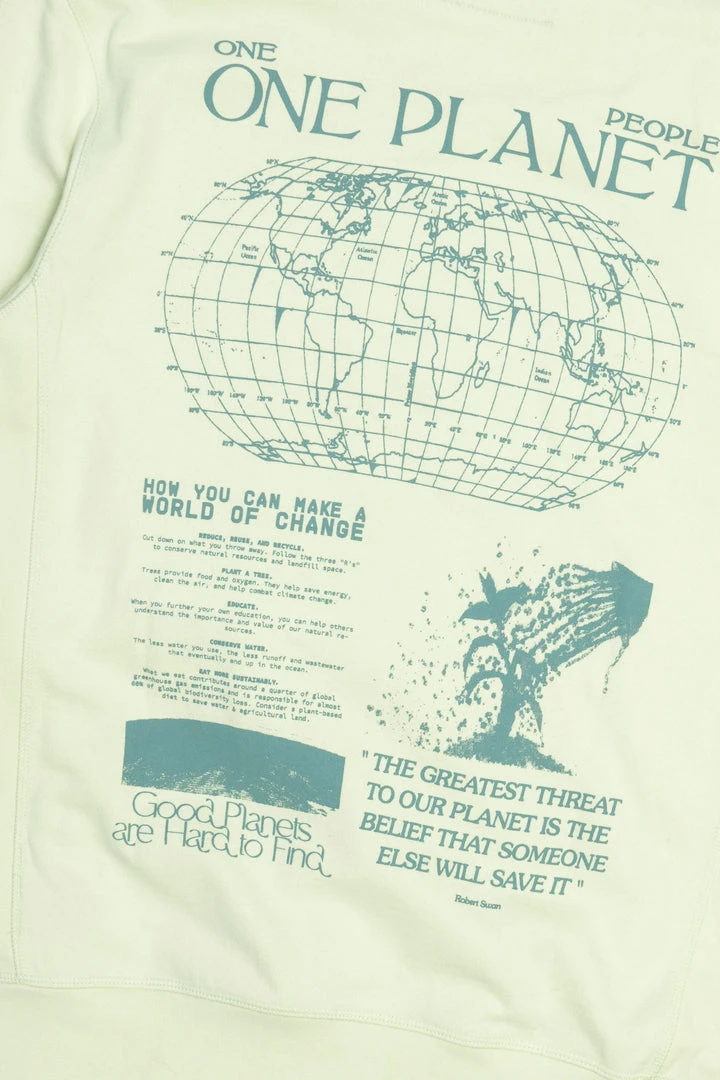 ONE
ONE PLANET
PEOPLE
Arctic
Ocean
Pacific
Ocean
Atlantic
Ocean
Equator
Indian
Ocean
Prime Meridian
HOW YOU CAN MAKE A
WORLD OF CHANGE
REDUCE, REUSE, AND RECYCLE.
Cut down on what you throw away. Follow the three "R's"
to conserve natural resources and landfill space.
PLANT A TREE.
Trees provide food and oxygen. They help save energy,
clean the air, and help combat climate change.
EDUCATE.
When you further your own education, you can help others
understand the importance and value of our natural re-
sources.
CONSERVE WATER.
The less water you use, the less runoff and wastewater
that eventually end up in the ocean.
EAT MORE SUSTAINABLY.
What we eat contributes around a quarter of global
greenhouse gas emissions and is responsible for almost
60% of global biodiversity loss. Consider a plant-based
diet to save water & agricultural land.
Good Planets
are Hard to Find
" THE GREATEST THREAT
TO OUR PLANET IS THE
BELIEF THAT SOMEONE
ELSE WILL SAVE IT "
Robert Swan